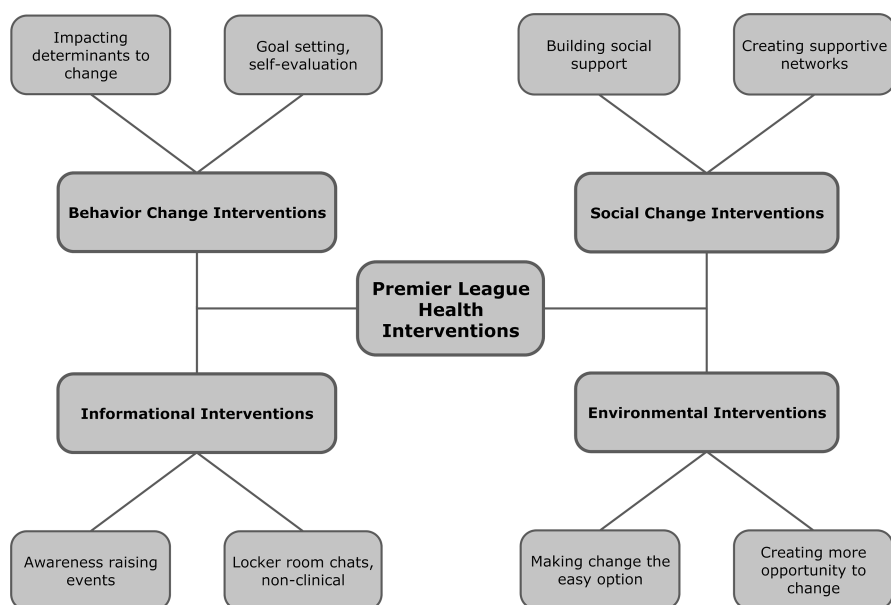 Impacting
determinants to
change
Goal setting,
self-evaluation
Building social
support
Creating supportive
networks
Behavior Change Interventions
Social Change Interventions
Premier League
Health
Interventions
Informational Interventions
Environmental Interventions
Awareness raising
events
Locker room chats,
non-clinical
Making change the
easy option
Creating more
opportunity to
change